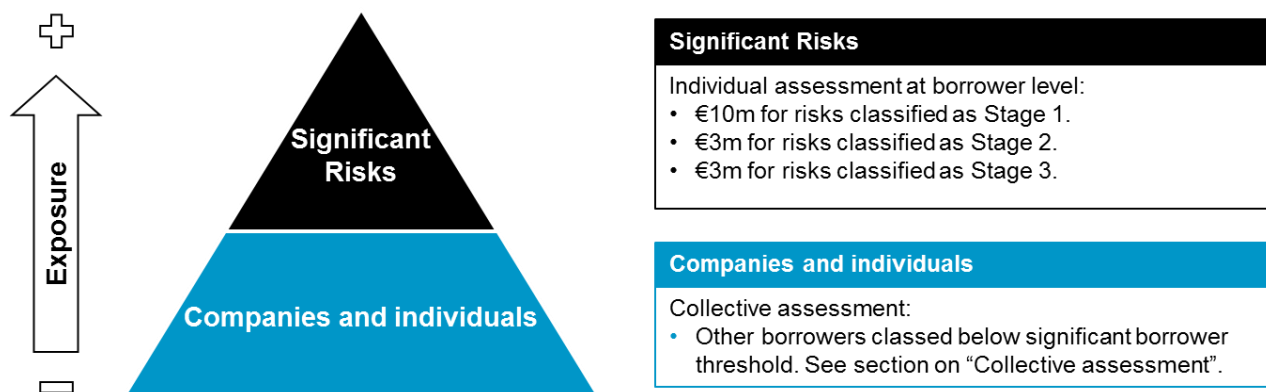 Exposure
Significant
Risks
Companies and individuals
Significant Risks
Individual assessment at borrower level:
• €10m for risks classified as Stage 1.
• €3m for risks classified as Stage 2.
• €3m for risks classified as Stage 3.
Companies and individuals
Collective assessment:
• Other borrowers classed below significant borrower
threshold. See section on “Collective assessment”.